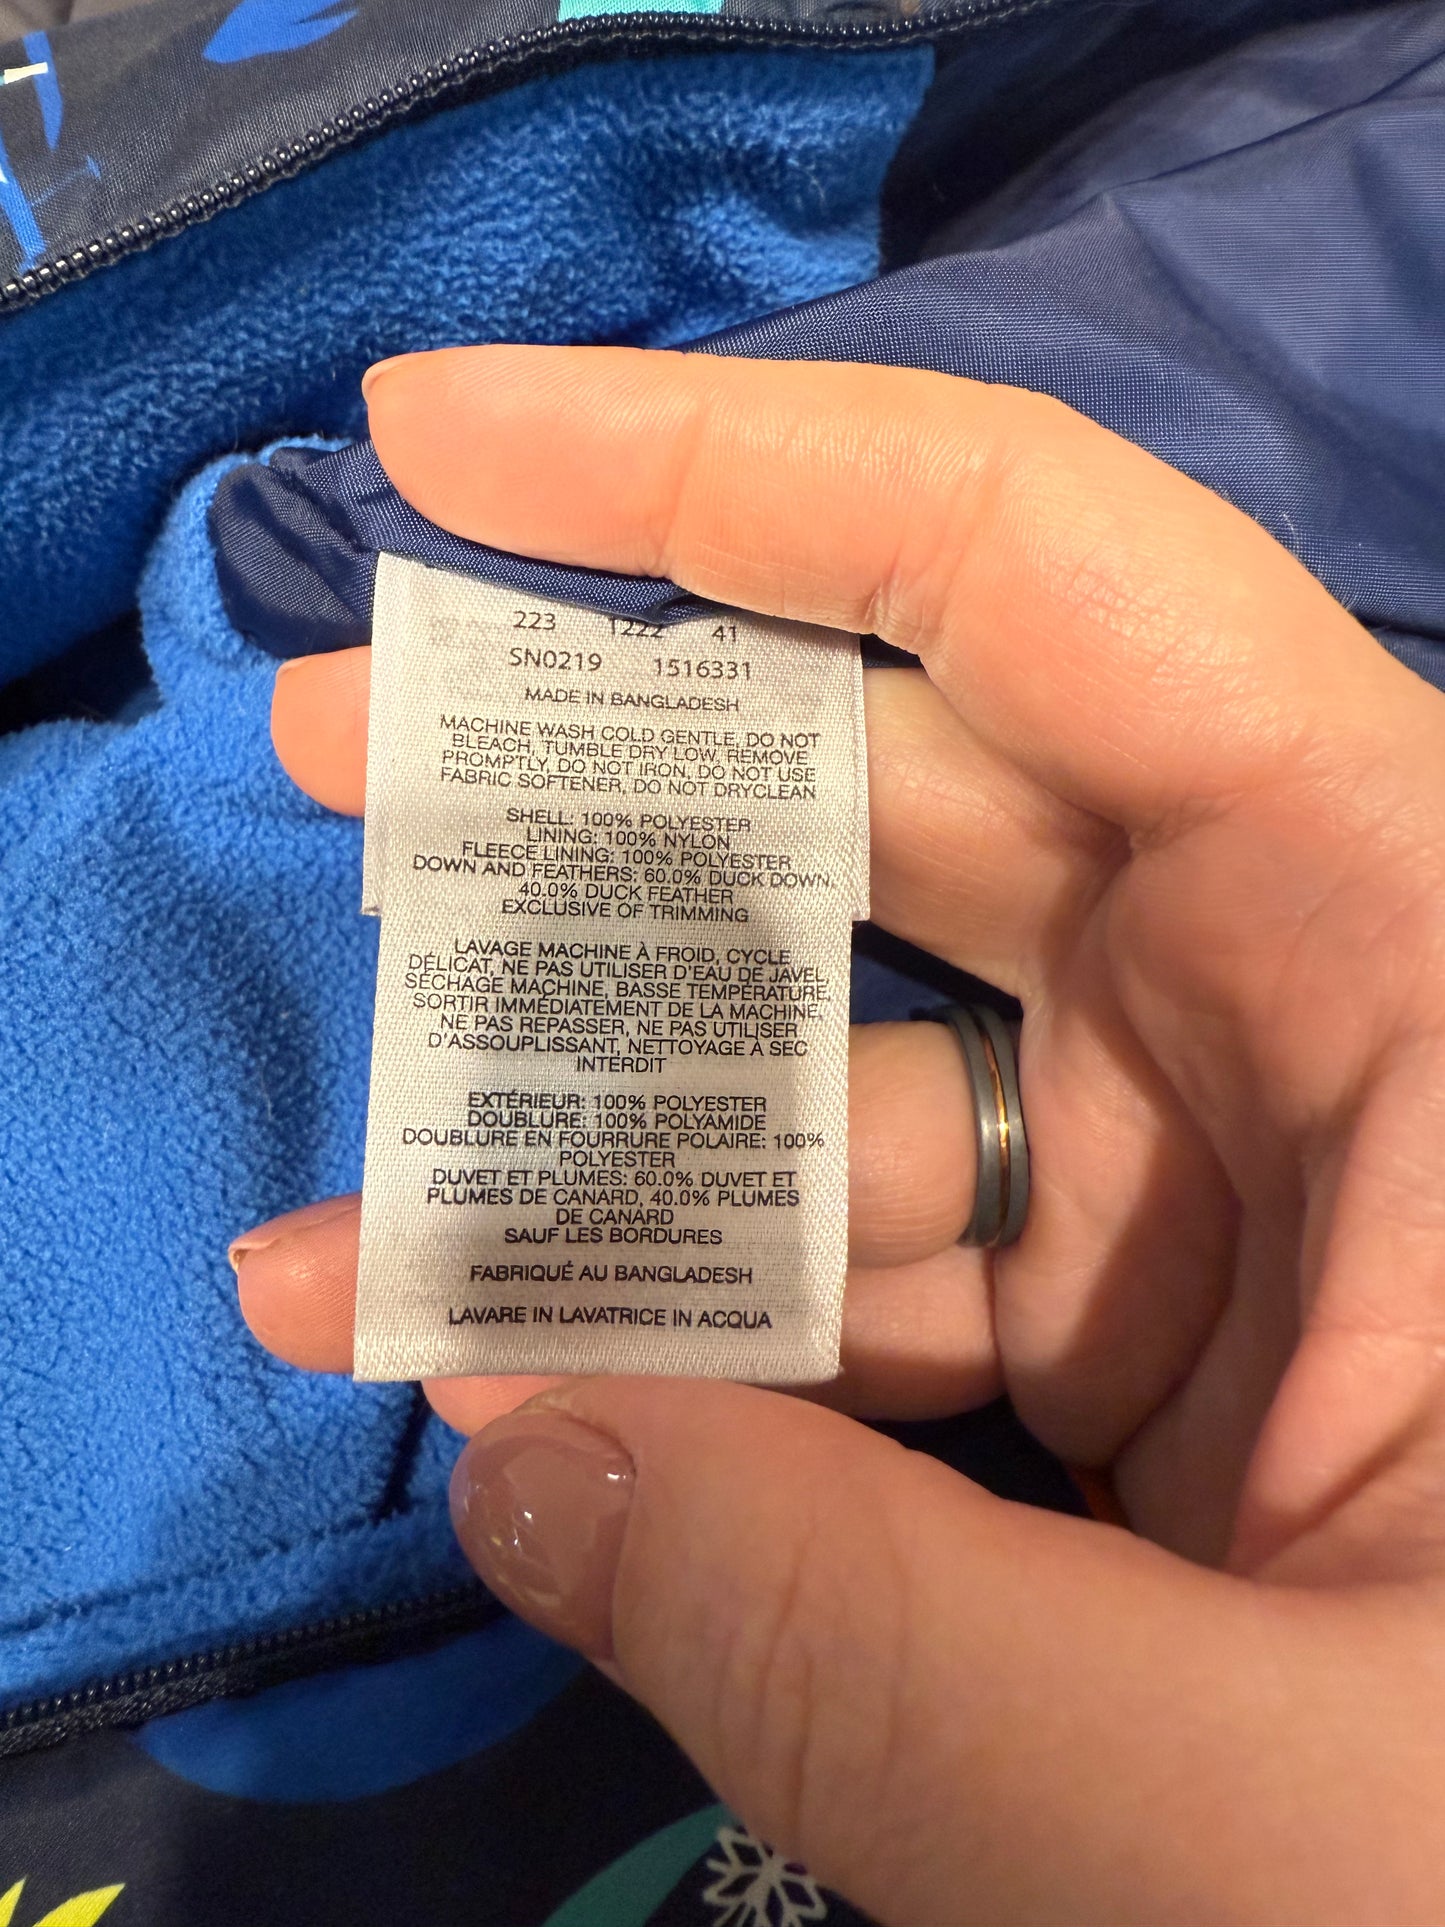 223 1222 41
SN0219 1516331
MADE IN BANGLADESH
MACHINE WASH COLD GENTLE, DO NOT
BLEACH, TUMBLE DRY LOW, REMOVE
PROMPTLY, DO NOT IRON, DO NOT USE
FABRIC SOFTENER, DO NOT DRYCLEAN
SHELL: 100% POLYESTER
LINING: 100% NYLON
FLEECE LINING: 100% POLYESTER
DOWN AND FEATHERS: 60.0% DUCK DOWN,
40.0% DUCK FEATHER
EXCLUSIVE OF TRIMMING
LAVAGE MACHINE À FROID, CYCLE
DÉLICAT, NE PAS UTILISER D'EAU DE JAVEL,
SÉCHAGE MACHINE, BASSE TEMPÉRATURE,
SORTIR IMMÉDIATEMENT DE LA MACHINE,
NE PAS REPASSER, NE PAS UTILISER
D'ASSOUPLISSANT, NETTOYAGE À SEC
INTERDIT
EXTÉRIEUR: 100% POLYESTER
DOUBLURE: 100% POLYAMIDE
DOUBLURE EN FOURRURE POLAIRE: 100%
POLYESTER
DUVET ET PLUMES: 60.0% DUVET ET
PLUMES DE CANARD, 40.0% PLUMES
DE CANARD
SAUF LES BORDURES
FABRIQUÉ AU BANGLADESH
LAVARE IN LAVATRICE IN ACQUA